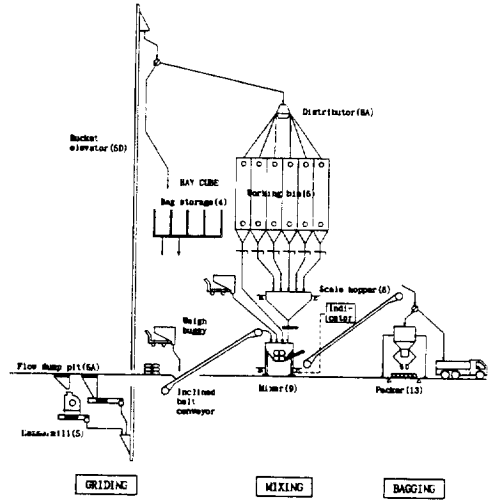 Distributor(6A)
Bucket
elevator(5D)
HAY CUBE
Bag storage(4)
Working bin(6)
Scale hopper(8)
Indi-
cator
Weigh
buggy
Flow dump pit(5A)
Inclined
belt
conveyor
Mixer(9)
Packer(13)
mill(5)
GRIDING
MIXING
BAGGING